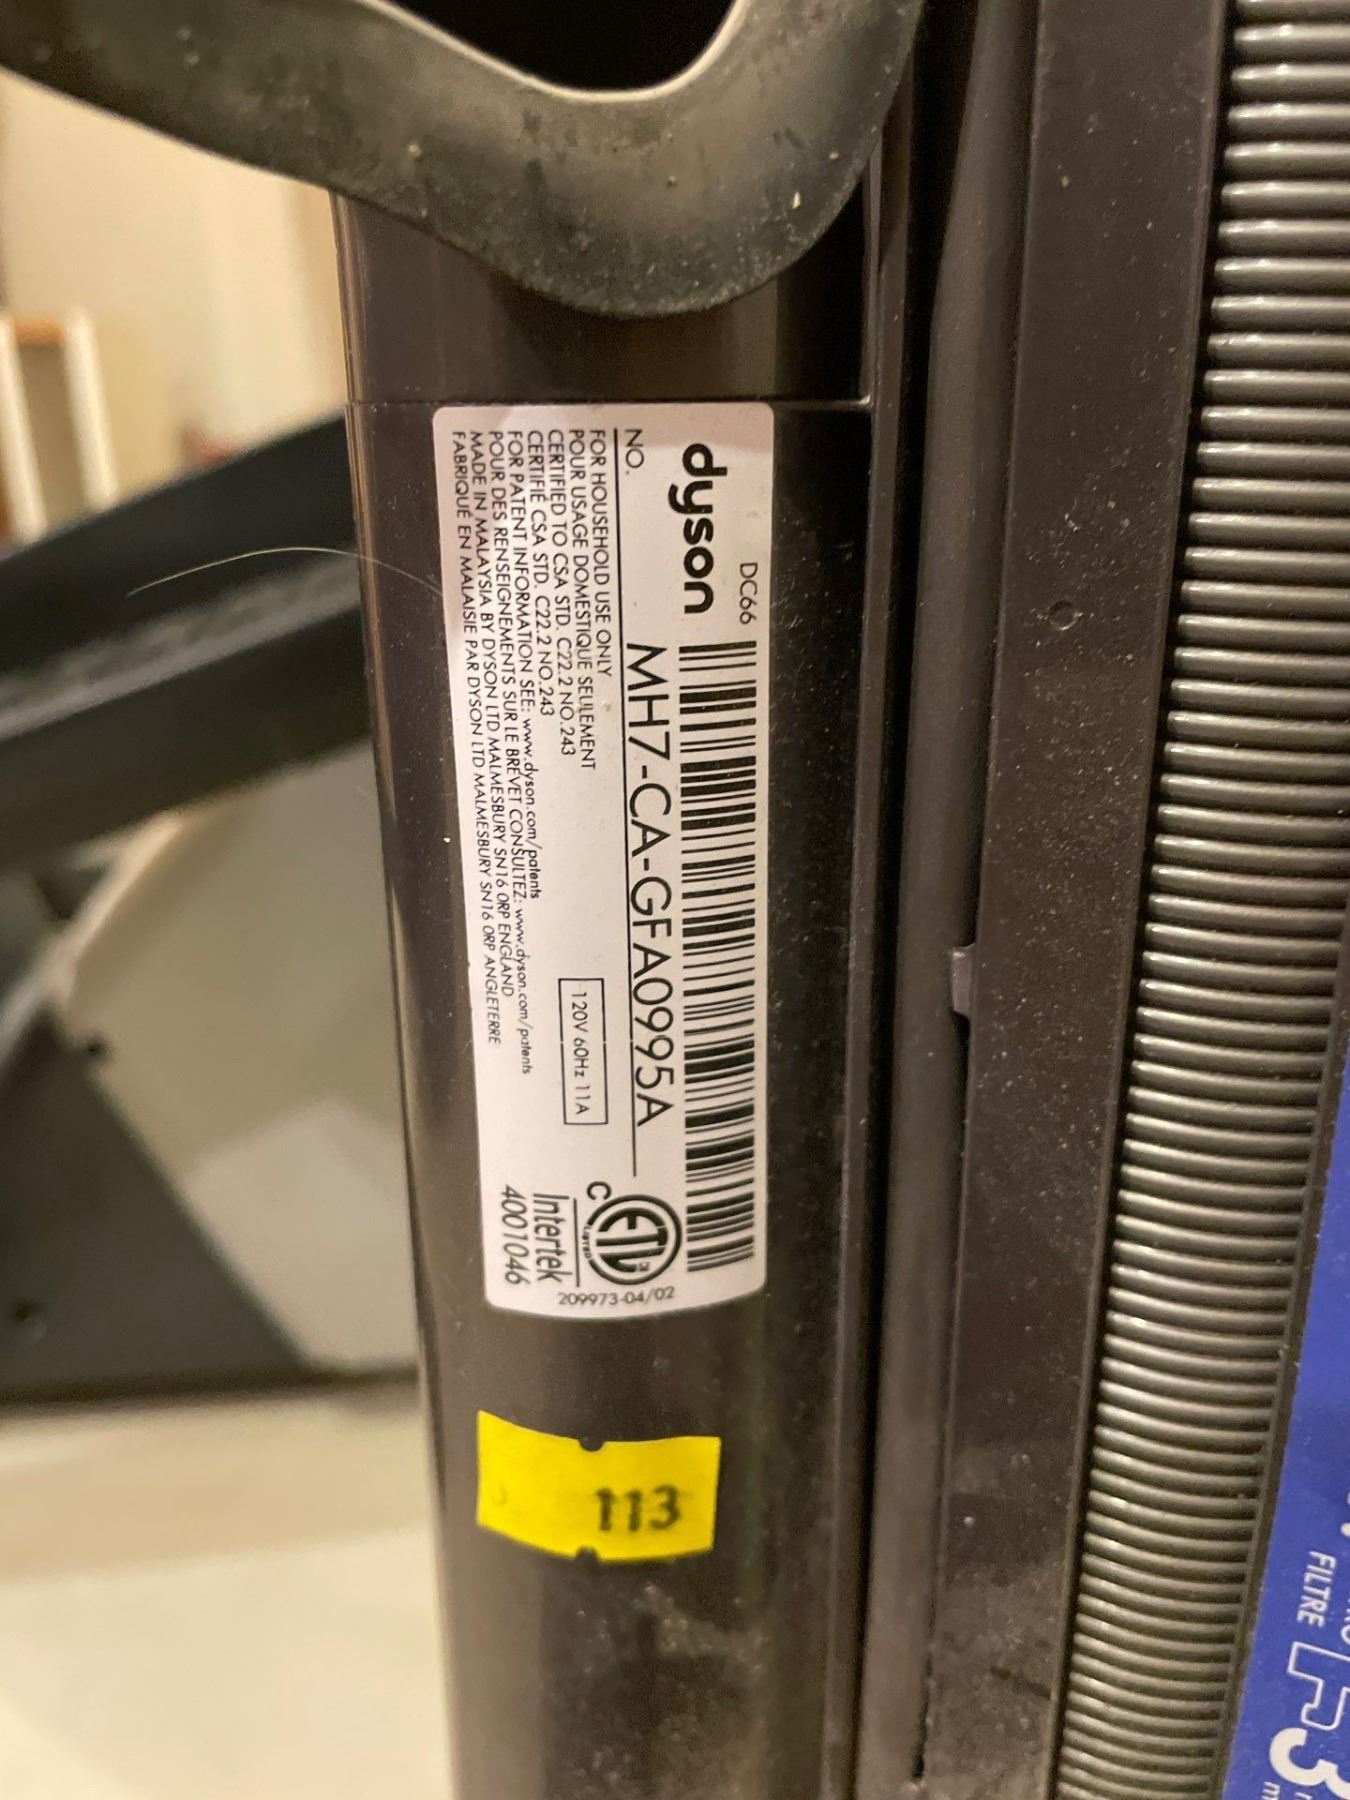 DC66
dyson
NO. MH7-CA-GFA0995A
FOR HOUSEHOLD USE ONLY
POUR USAGE DOMESTIQUE SEULEMENT
CERTIFIED TO CSA STD. C22.2 NO.243
CERTIFIÉ CSA STD. C22.2 NO.243
FOR PATENT INFORMATION SEE: www.dyson.com/patents
POUR DES RENSEIGNEMENTS SUR LE BREVET CONSULTEZ: www.dyson.com/patents
MADE IN MALAYSIA BY DYSON LTD MALMESBURY SN16 0RP ENGLAND
FABRIQUÉ EN MALAISIE PAR DYSON LTD MALMESBURY SN16 0RP ANGLETERRE
120V 60Hz 11A
ETL
C LISTED
Intertek
4001046
209973-04/02
113
FILTRE
3